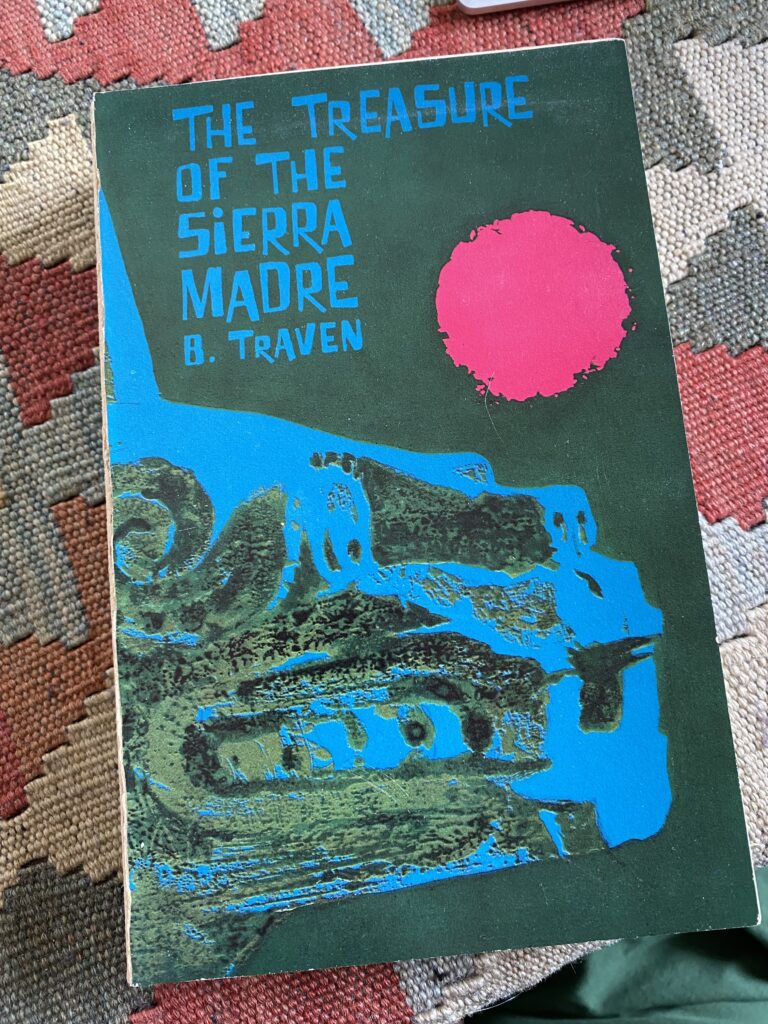 THE TREASURE
OF THE
SiERRA
MADRE
B. TRAVEN